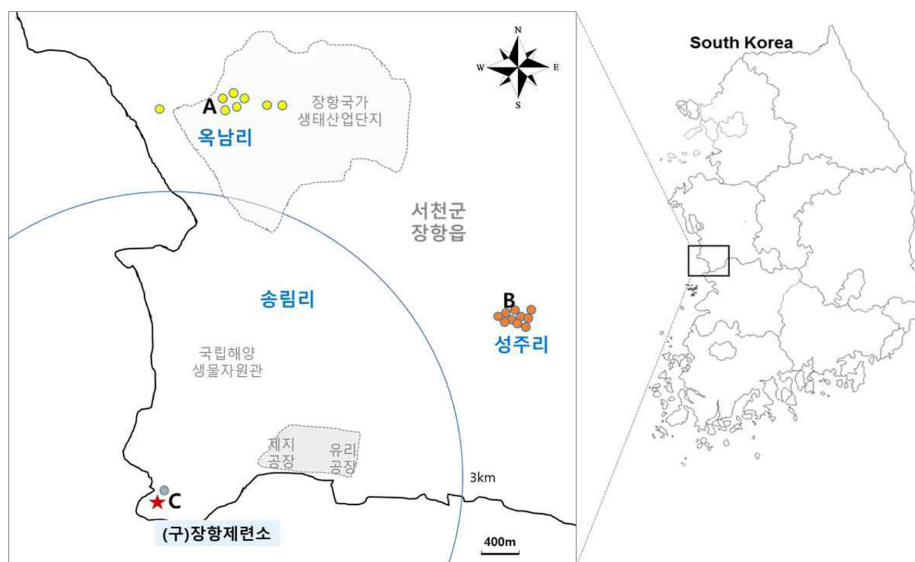 N
W E
S
A
옥남리
장항국가
생태산업단지
서천군
장항읍
송림리
B
성주리
국립해양
생물자원관
제지
공장
유리
공장
3km
C
(구)장항제련소
400m
South Korea